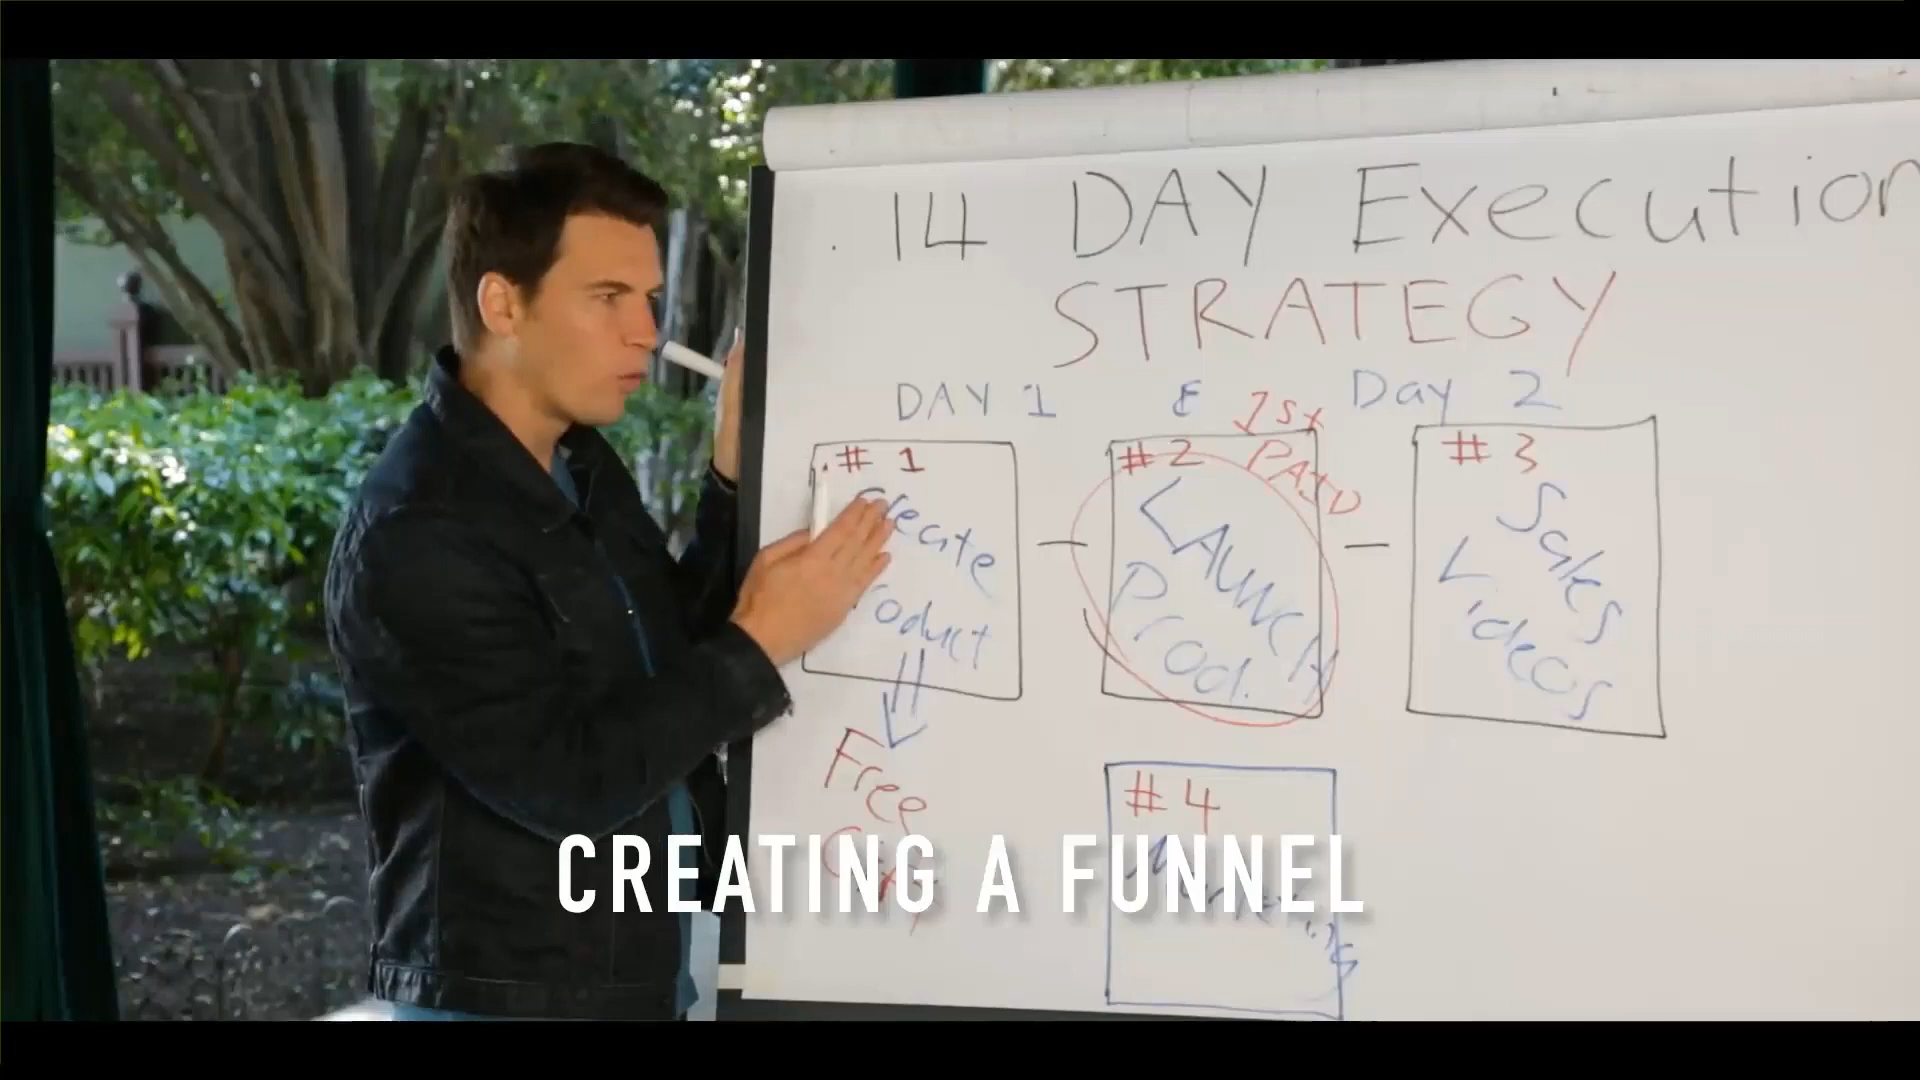 14 DAY Execution
STRATEGY
DAY 1 & Day 2
#1
Create
Product
Free
#2
1st
PAID
LAUNCH
Prod.
#3
Sales
Videos
#4
CREATING A FUNNEL